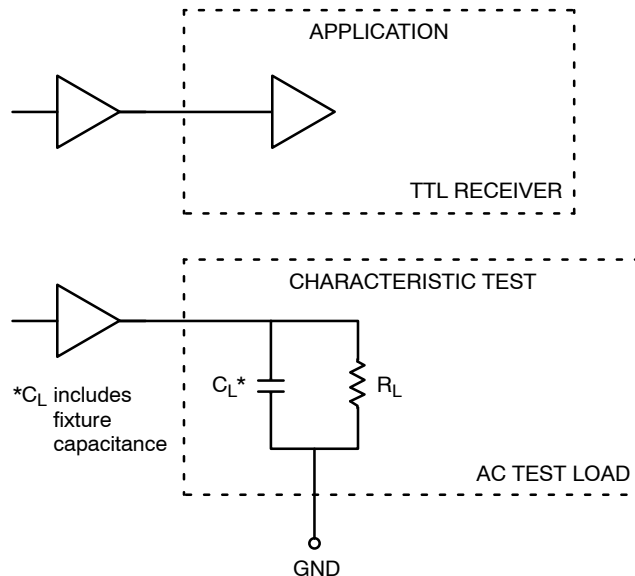 APPLICATION
TTL RECEIVER
CHARACTERISTIC TEST
*CL includes
fixture
capacitance
CL*
RL
AC TEST LOAD
GND